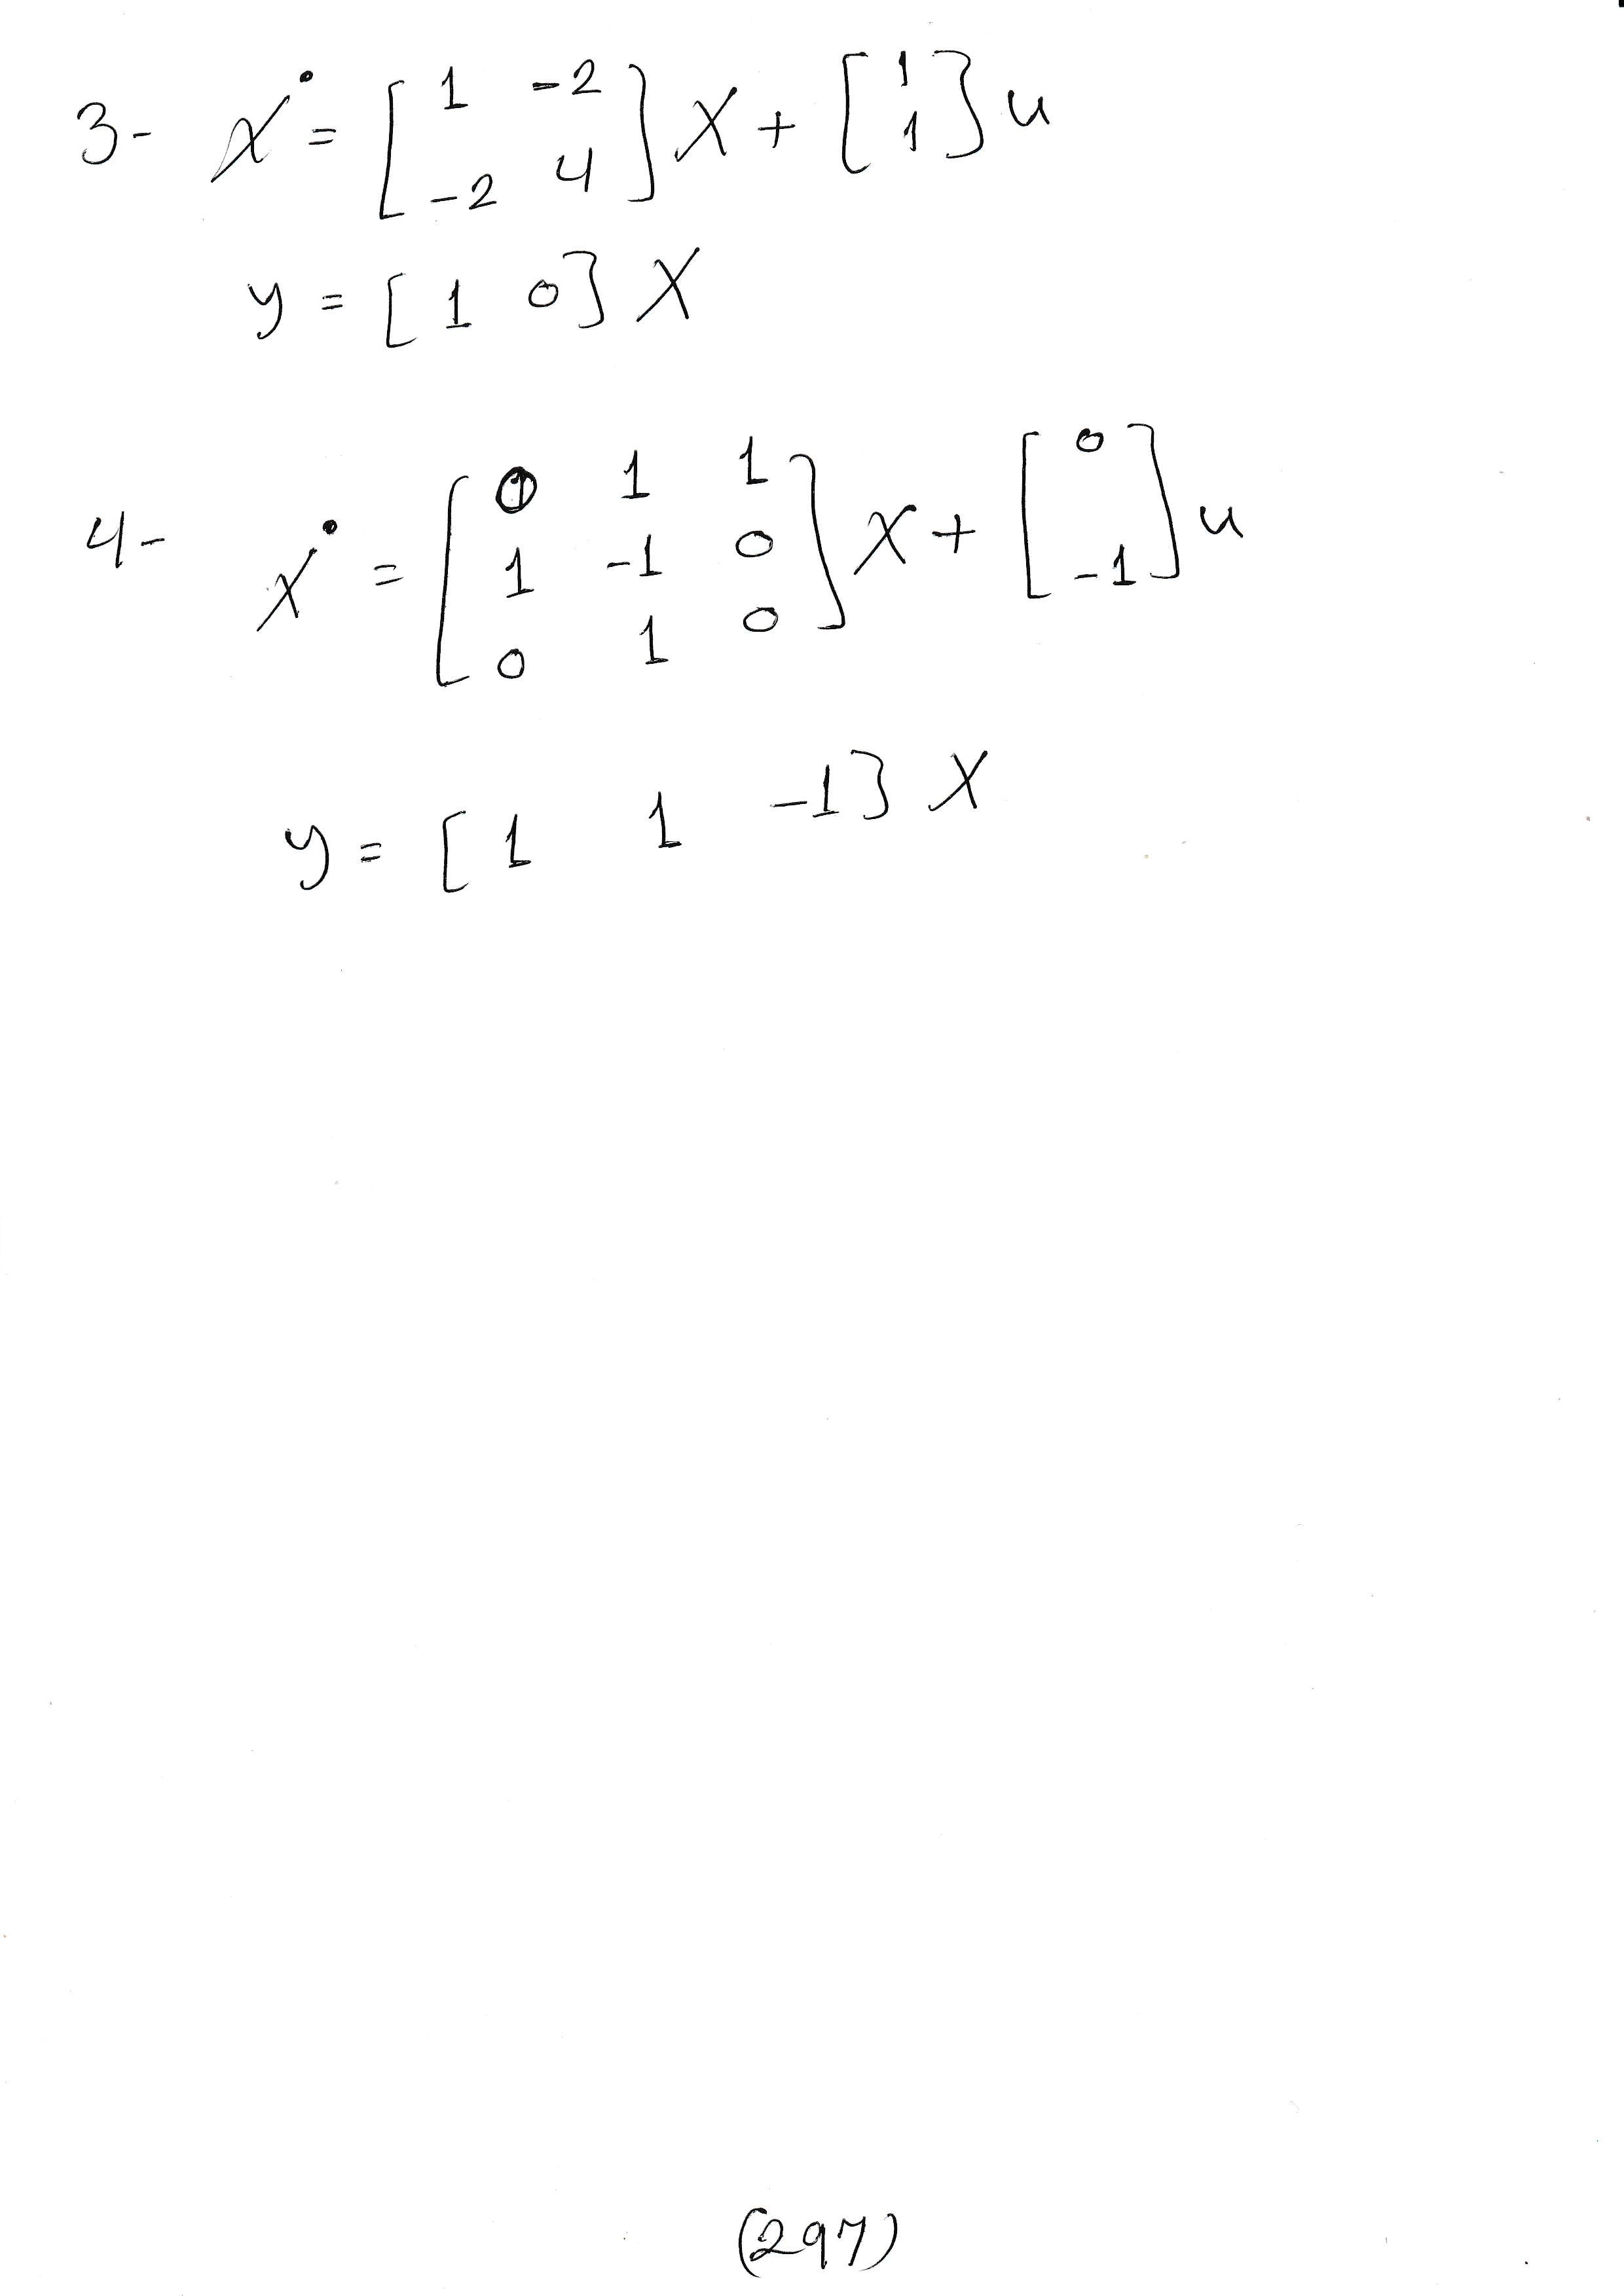 3- Ẋ = [1 -2; -2 4] X + [1; 1] u
y = [1 0] X
4- Ẋ = [0 1 1; 1 -1 0; 0 1 0] X + [0; -1] u
y = [1 1 -1] X
(297)